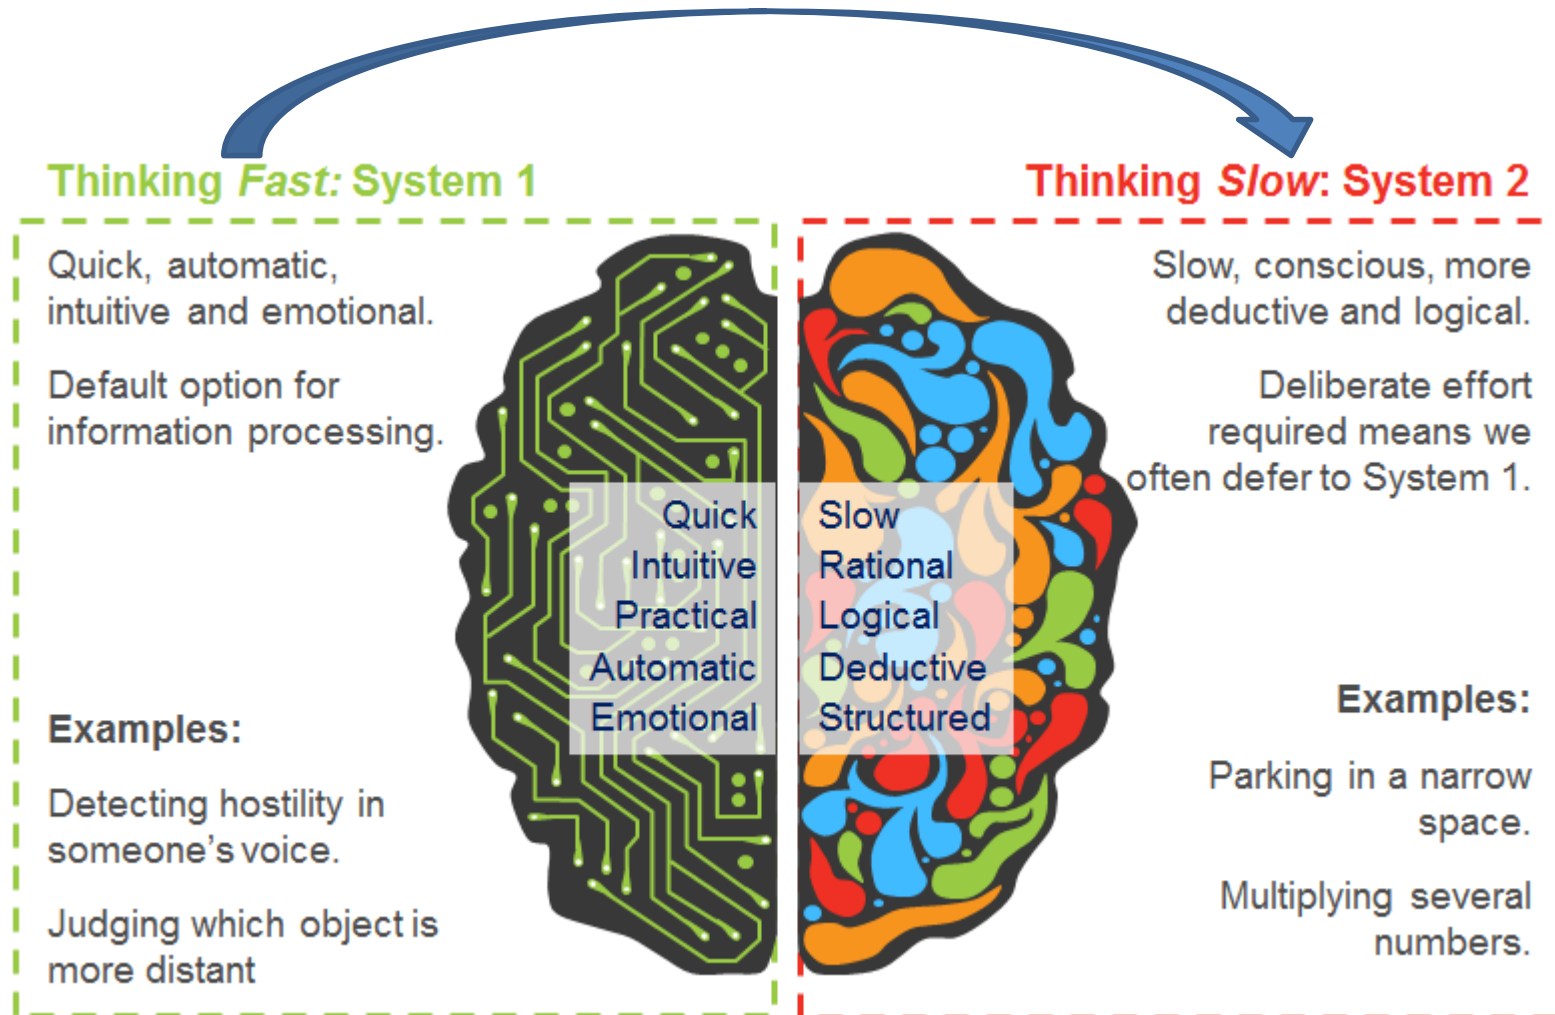 Thinking Fast: System 1
Quick, automatic,
intuitive and emotional.
Default option for
information processing.
Quick
Intuitive
Practical
Automatic
Emotional
Examples:
Detecting hostility in
someone's voice.
Judging which object is
more distant
Thinking Slow: System 2
Slow, conscious, more
deductive and logical.
Deliberate effort
required means we
often defer to System 1.
Slow
Rational
Logical
Deductive
Structured
Examples:
Parking in a narrow
space.
Multiplying several
numbers.